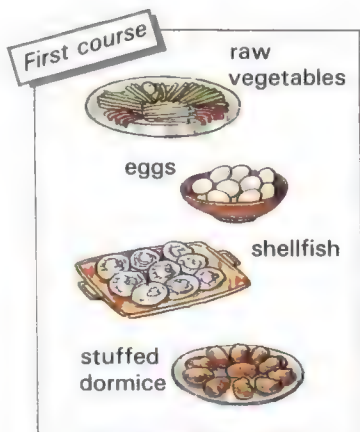 First course
raw
vegetables
eggs
shellfish
stuffed
dormice